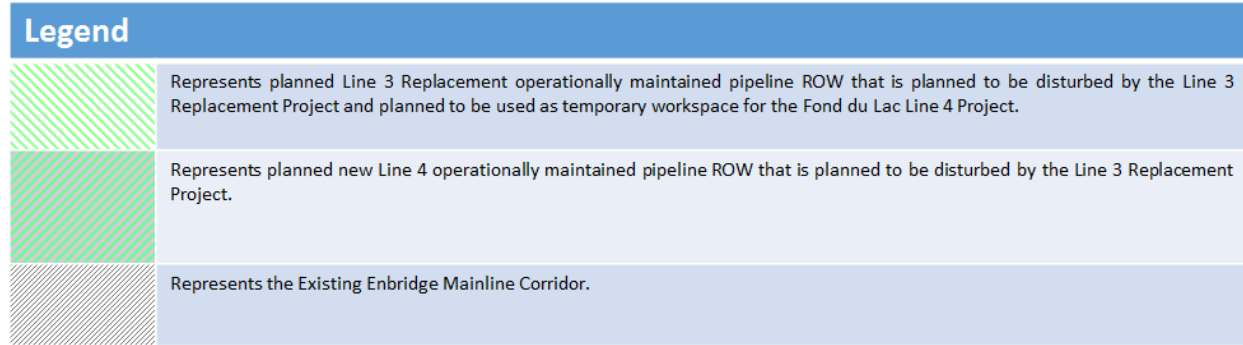 Legend
Represents planned Line 3 Replacement operationally maintained pipeline ROW that is planned to be disturbed by the Line 3
Replacement Project and planned to be used as temporary workspace for the Fond du Lac Line 4 Project.
Represents planned new Line 4 operationally maintained pipeline ROW that is planned to be disturbed by the Line 3 Replacement
Project.
Represents the Existing Enbridge Mainline Corridor.